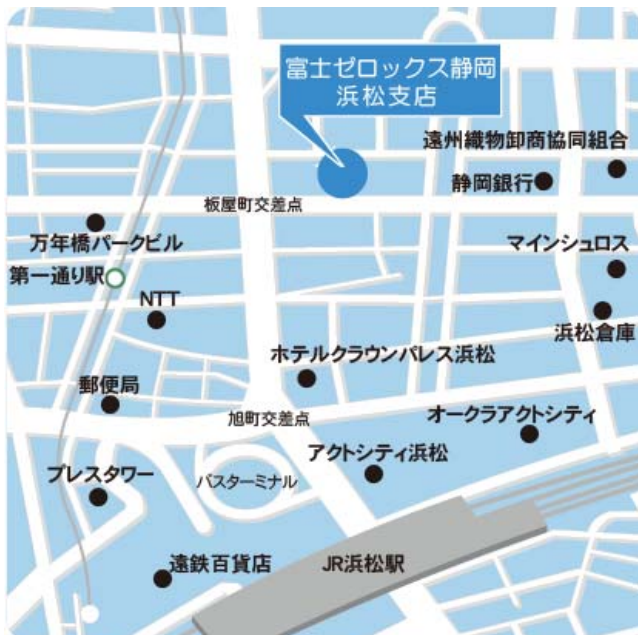 富士ゼロックス静岡
浜松支店
遠州織物卸商協同組合
静岡銀行
板屋町交差点
万年橋パークビル
マインシュロス
第一通り駅
NTT
浜松倉庫
ホテルクラウンパレス浜松
郵便局
旭町交差点
オークラアクトシティ
アクトシティ浜松
プレスタワー
バスターミナル
遠鉄百貨店
JR浜松駅